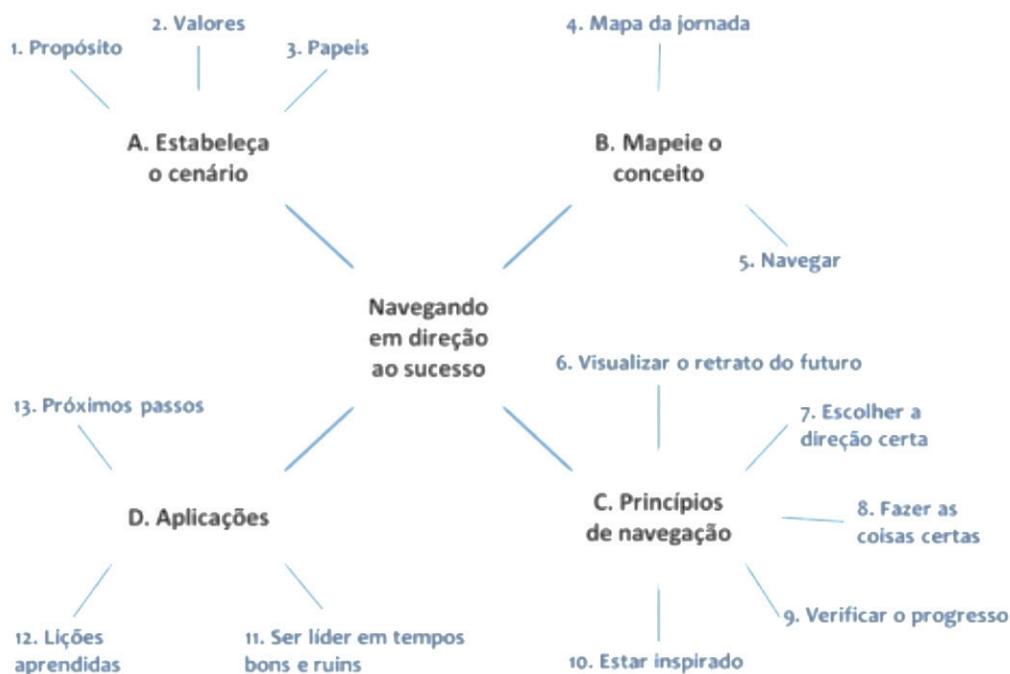 1. Propósito
2. Valores
3. Papeis
A. Estabeleça
o cenário
4. Mapa da jornada
B. Mapeie o
conceito
5. Navegar
Navegando
em direção
ao sucesso
6. Visualizar o retrato do futuro
7. Escolher a
direção certa
C. Princípios
de navegação
8. Fazer as
coisas certas
9. Verificar o progresso
10. Estar inspirado
13. Próximos passos
D. Aplicações
11. Ser líder em tempos
bons e ruins
12. Lições
aprendidas